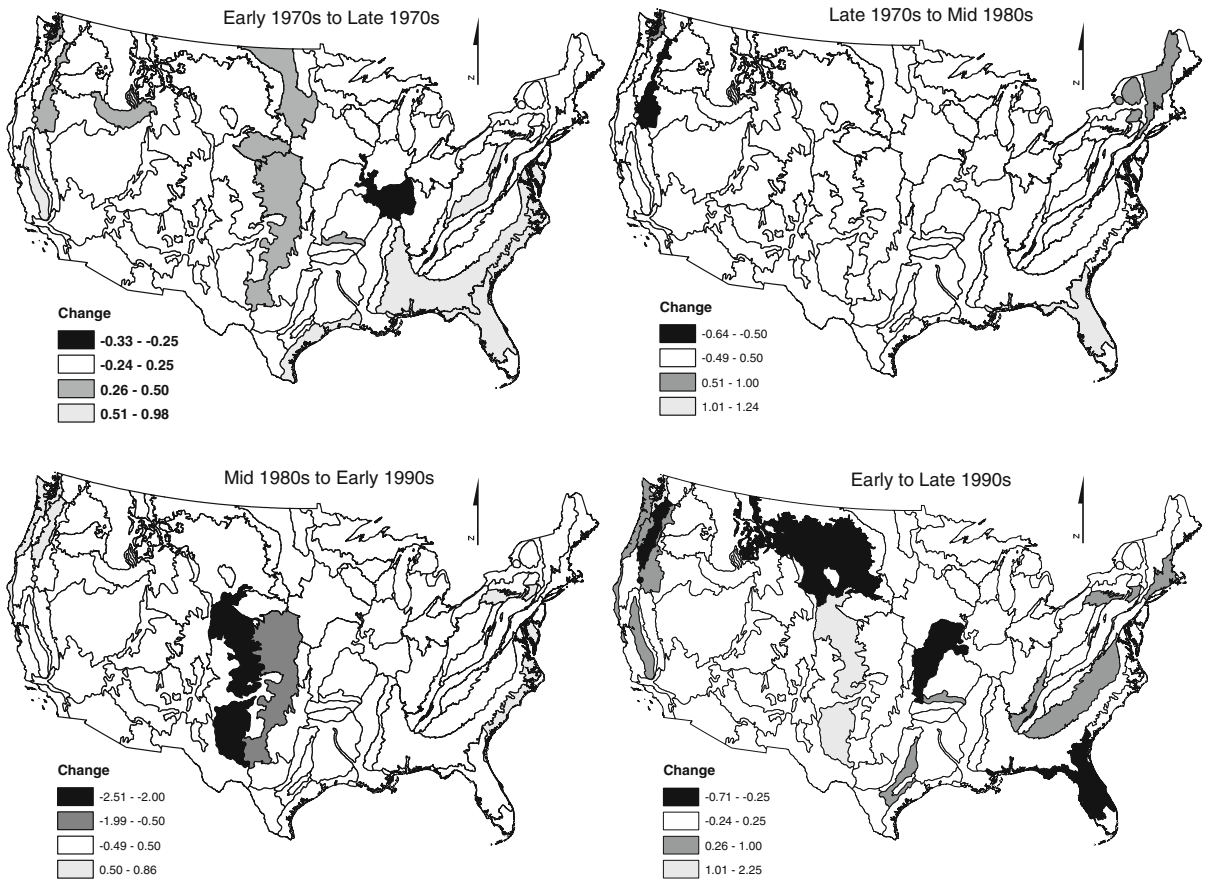 Early 1970s to Late 1970s
N
Change
-0.33 - -0.25
-0.24 - 0.25
0.26 - 0.50
0.51 - 0.98
Late 1970s to Mid 1980s
N
Change
-0.64 - -0.50
-0.49 - 0.50
0.51 - 1.00
1.01 - 1.24
Mid 1980s to Early 1990s
N
Change
-2.51 - -2.00
-1.99 - -0.50
-0.49 - 0.50
0.50 - 0.86
Early to Late 1990s
N
Change
-0.71 - -0.25
-0.24 - 0.25
0.26 - 1.00
1.01 - 2.25